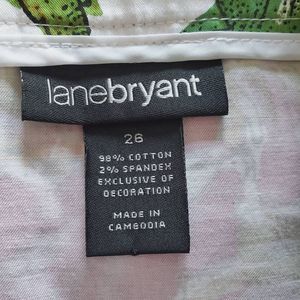 lanebryant
26
98% COTTON
2% SPANDEX
EXCLUSIVE OF
DECORATION
MADE IN
CAMBODIA